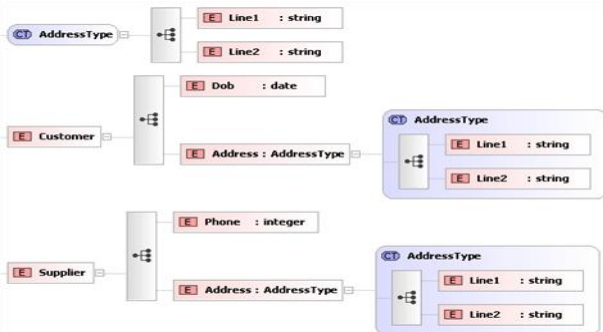 CT AddressType
E Line1 : string
E Line2 : string
E Customer
E Dob : date
E Address : AddressType
CT AddressType
E Line1 : string
E Line2 : string
E Supplier
E Phone : integer
E Address : AddressType
CT AddressType
E Line1 : string
E Line2 : string